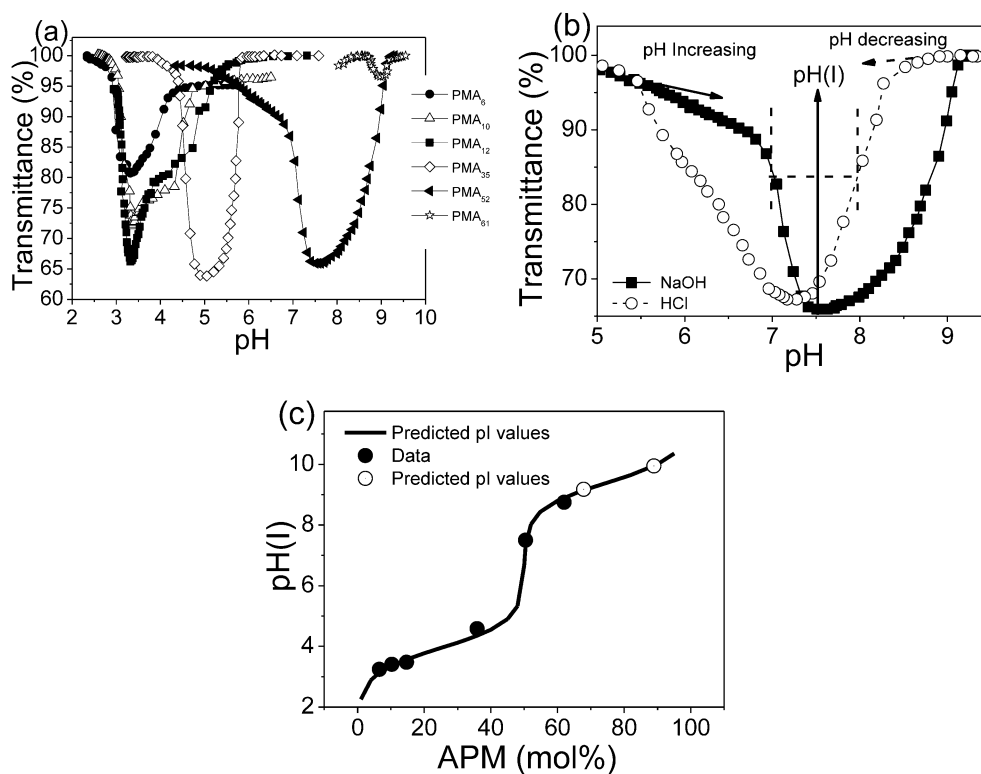 (a)
Transmittance (%)
100
95
90
85
80
75
70
65
60
2 3 4 5 6 7 8 9 10
pH
PMA6
PMA10
PMA12
PMA35
PMA52
PMA61
(b)
Transmittance (%)
100
90
80
70
pH Increasing
pH decreasing
pH(I)
NaOH
HCl
5 6 7 8 9
pH
(c)
Predicted pI values
Data
Predicted pI values
pH(I)
10
8
6
4
2
0 20 40 60 80 100
APM (mol%)